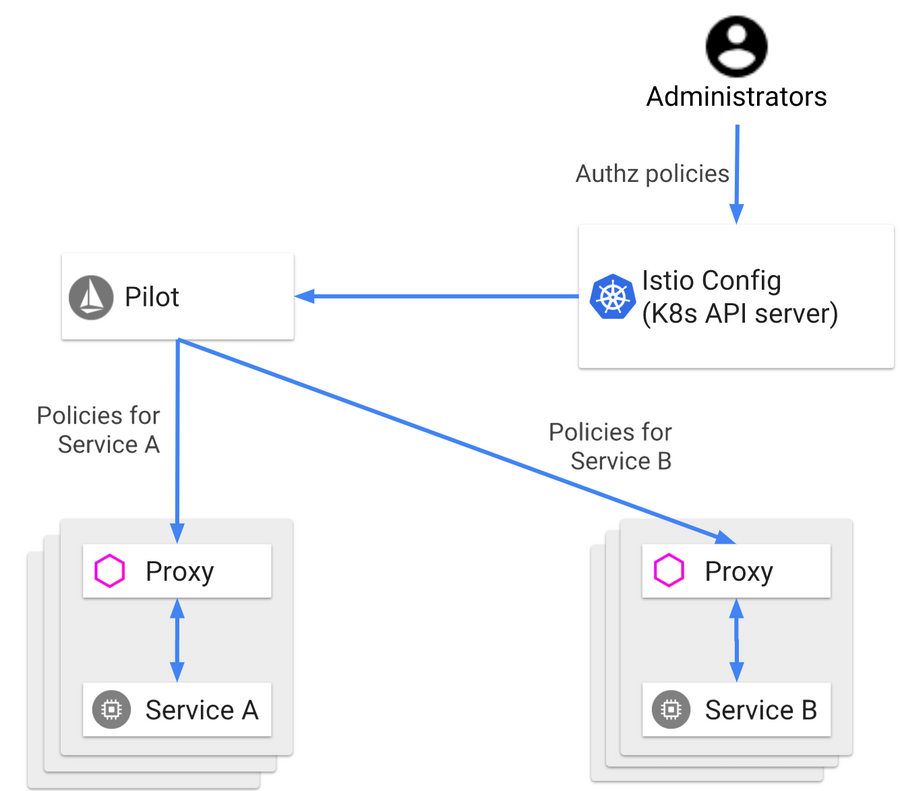 Administrators
Authz policies
Istio Config
(K8s API server)
Pilot
Policies for
Service A
Policies for
Service B
Proxy
Proxy
Service A
Service B